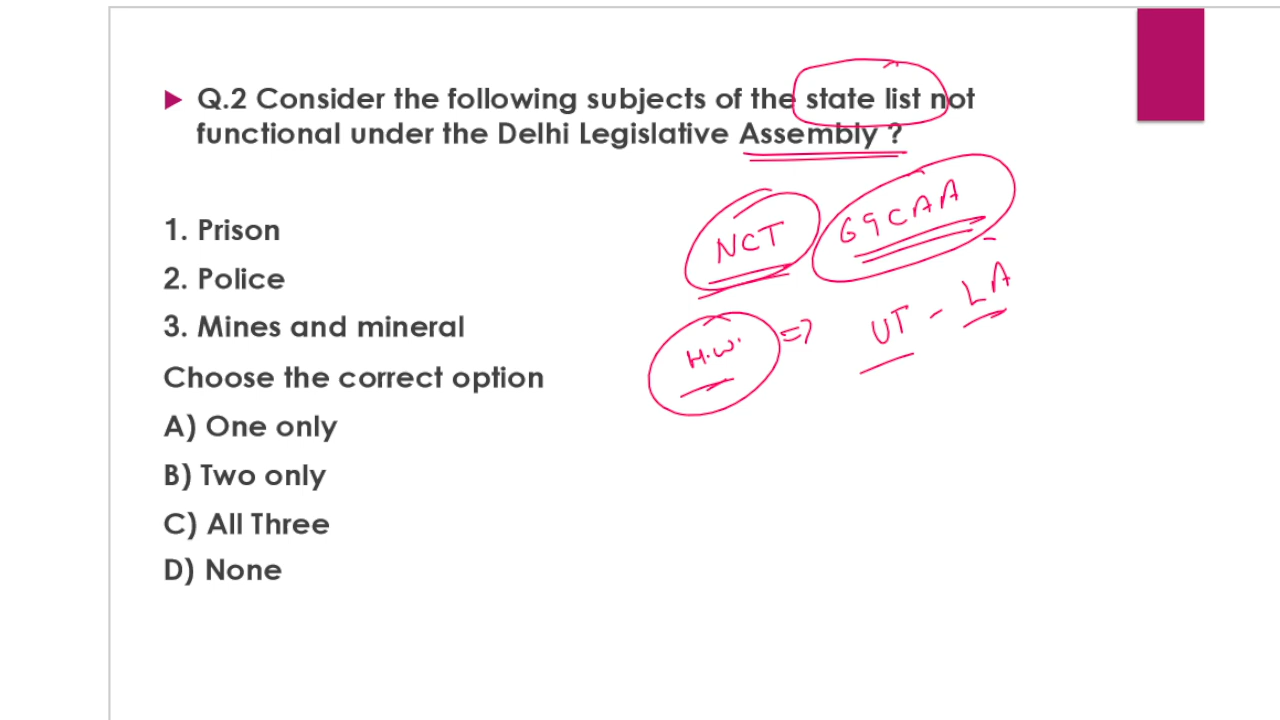 Q.2 Consider the following subjects of the state list not
functional under the Delhi Legislative Assembly ?
NCT
69CAA
1. Prison
2. Police
UT - LA
3. Mines and mineral
H.W. =>
Choose the correct option
A) One only
B) Two only
C) All Three
D) None